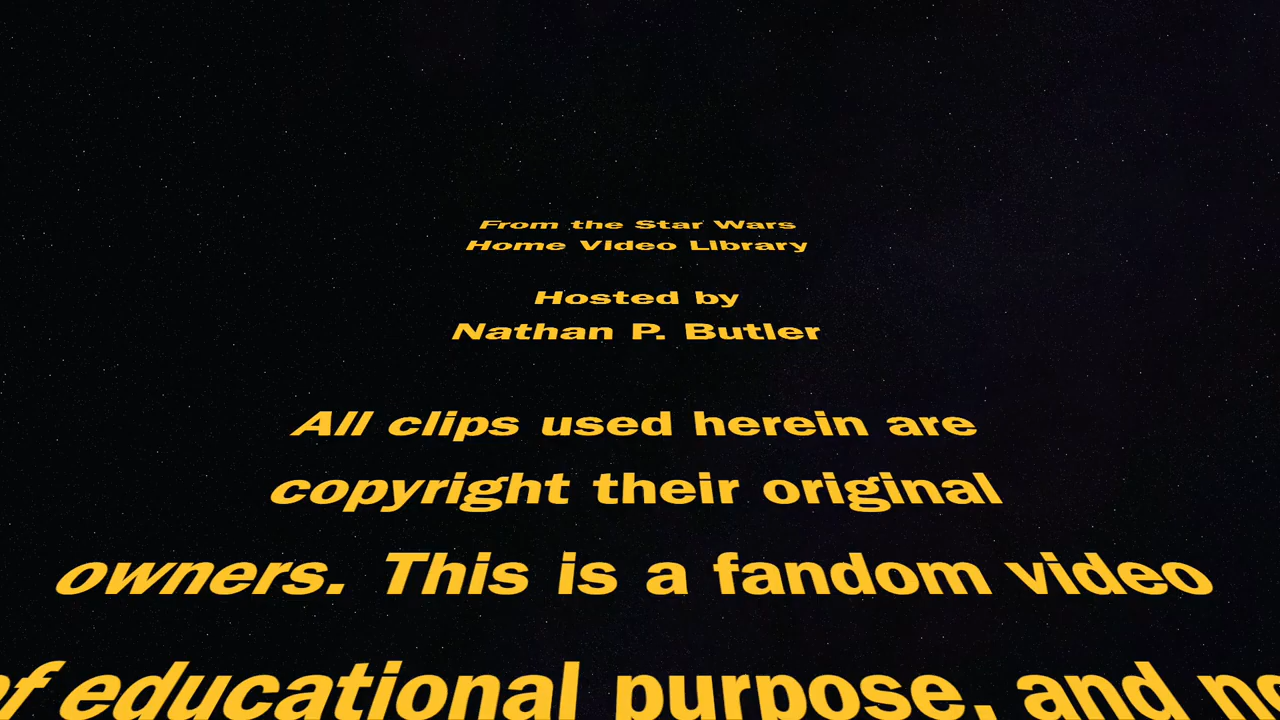 From the Star Wars
Home Video Library
Hosted by
Nathan P. Butler
All clips used herein are
copyright their original
owners. This is a fandom video
of educational purpose, and